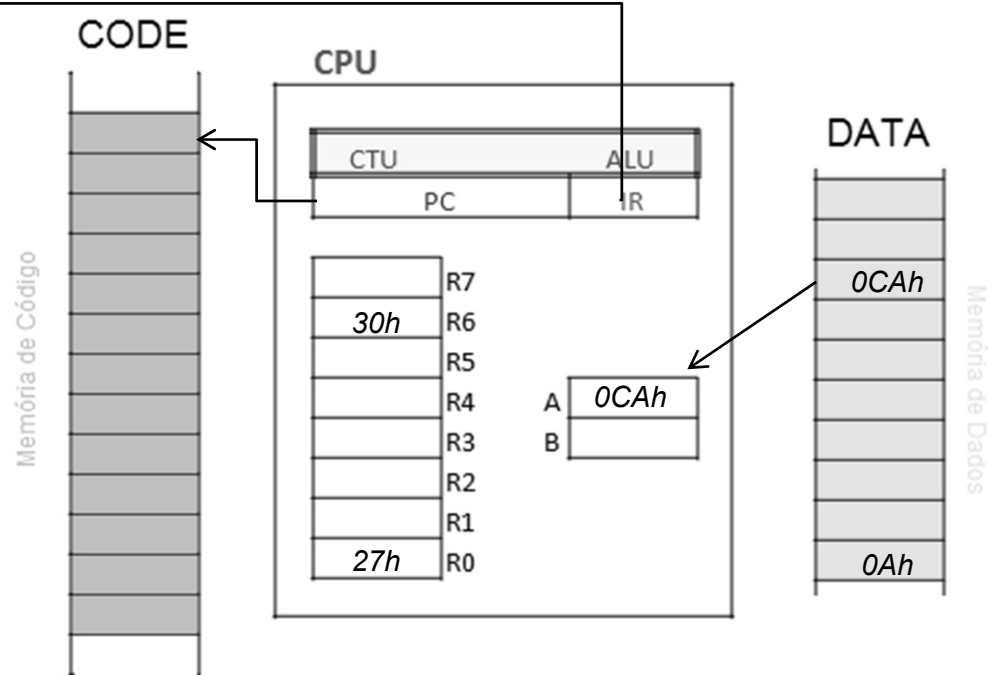 CODE
CPU
DATA
CTU
ALU
PC
IR
R7
30h
R6
R5
R4
R3
R2
R1
27h
R0
A
0CAh
B
0CAh
0Ah
Memória de Código
Memória de Dados